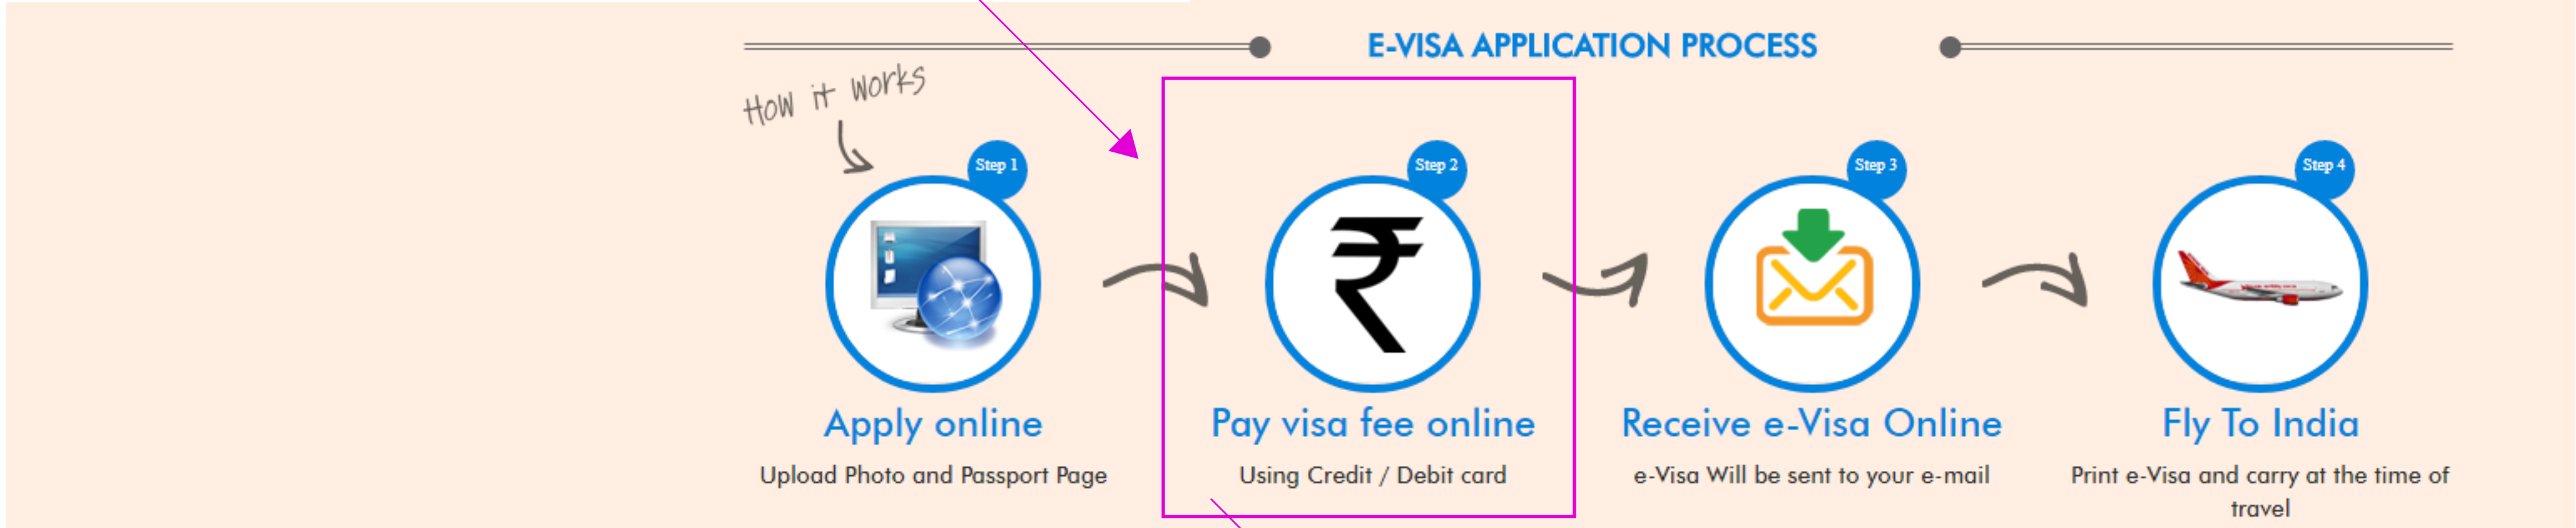 E-VISA APPLICATION PROCESS
How it works
Step 1
Apply online
Upload Photo and Passport Page
Step 2
₹
Pay visa fee online
Using Credit / Debit card
Step 3
Receive e-Visa Online
e-Visa Will be sent to your e-mail
Step 4
Fly To India
Print e-Visa and carry at the time of
travel